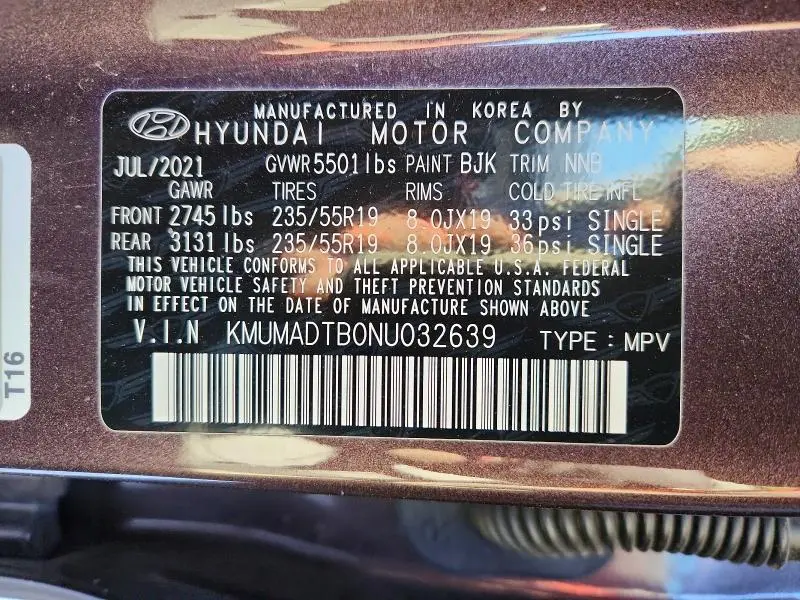 MANUFACTURED IN KOREA BY
HYUNDAI MOTOR COMPANY
JUL/2021 GVWR 5501lbs PAINT BJK TRIM NNB
GAWR TIRES RIMS COLD TIRE INFL
FRONT 2745lbs 235/55R19 8.0JX19 33psi SINGLE
REAR 3131lbs 235/55R19 8.0JX19 36psi SINGLE
THIS VEHICLE CONFORMS TO ALL APPLICABLE U.S.A. FEDERAL
MOTOR VEHICLE SAFETY AND THEFT PREVENTION STANDARDS
IN EFFECT ON THE DATE OF MANUFACTURE SHOWN ABOVE
V.I.N KMUMADTB0NU032639 TYPE : MPV
T16